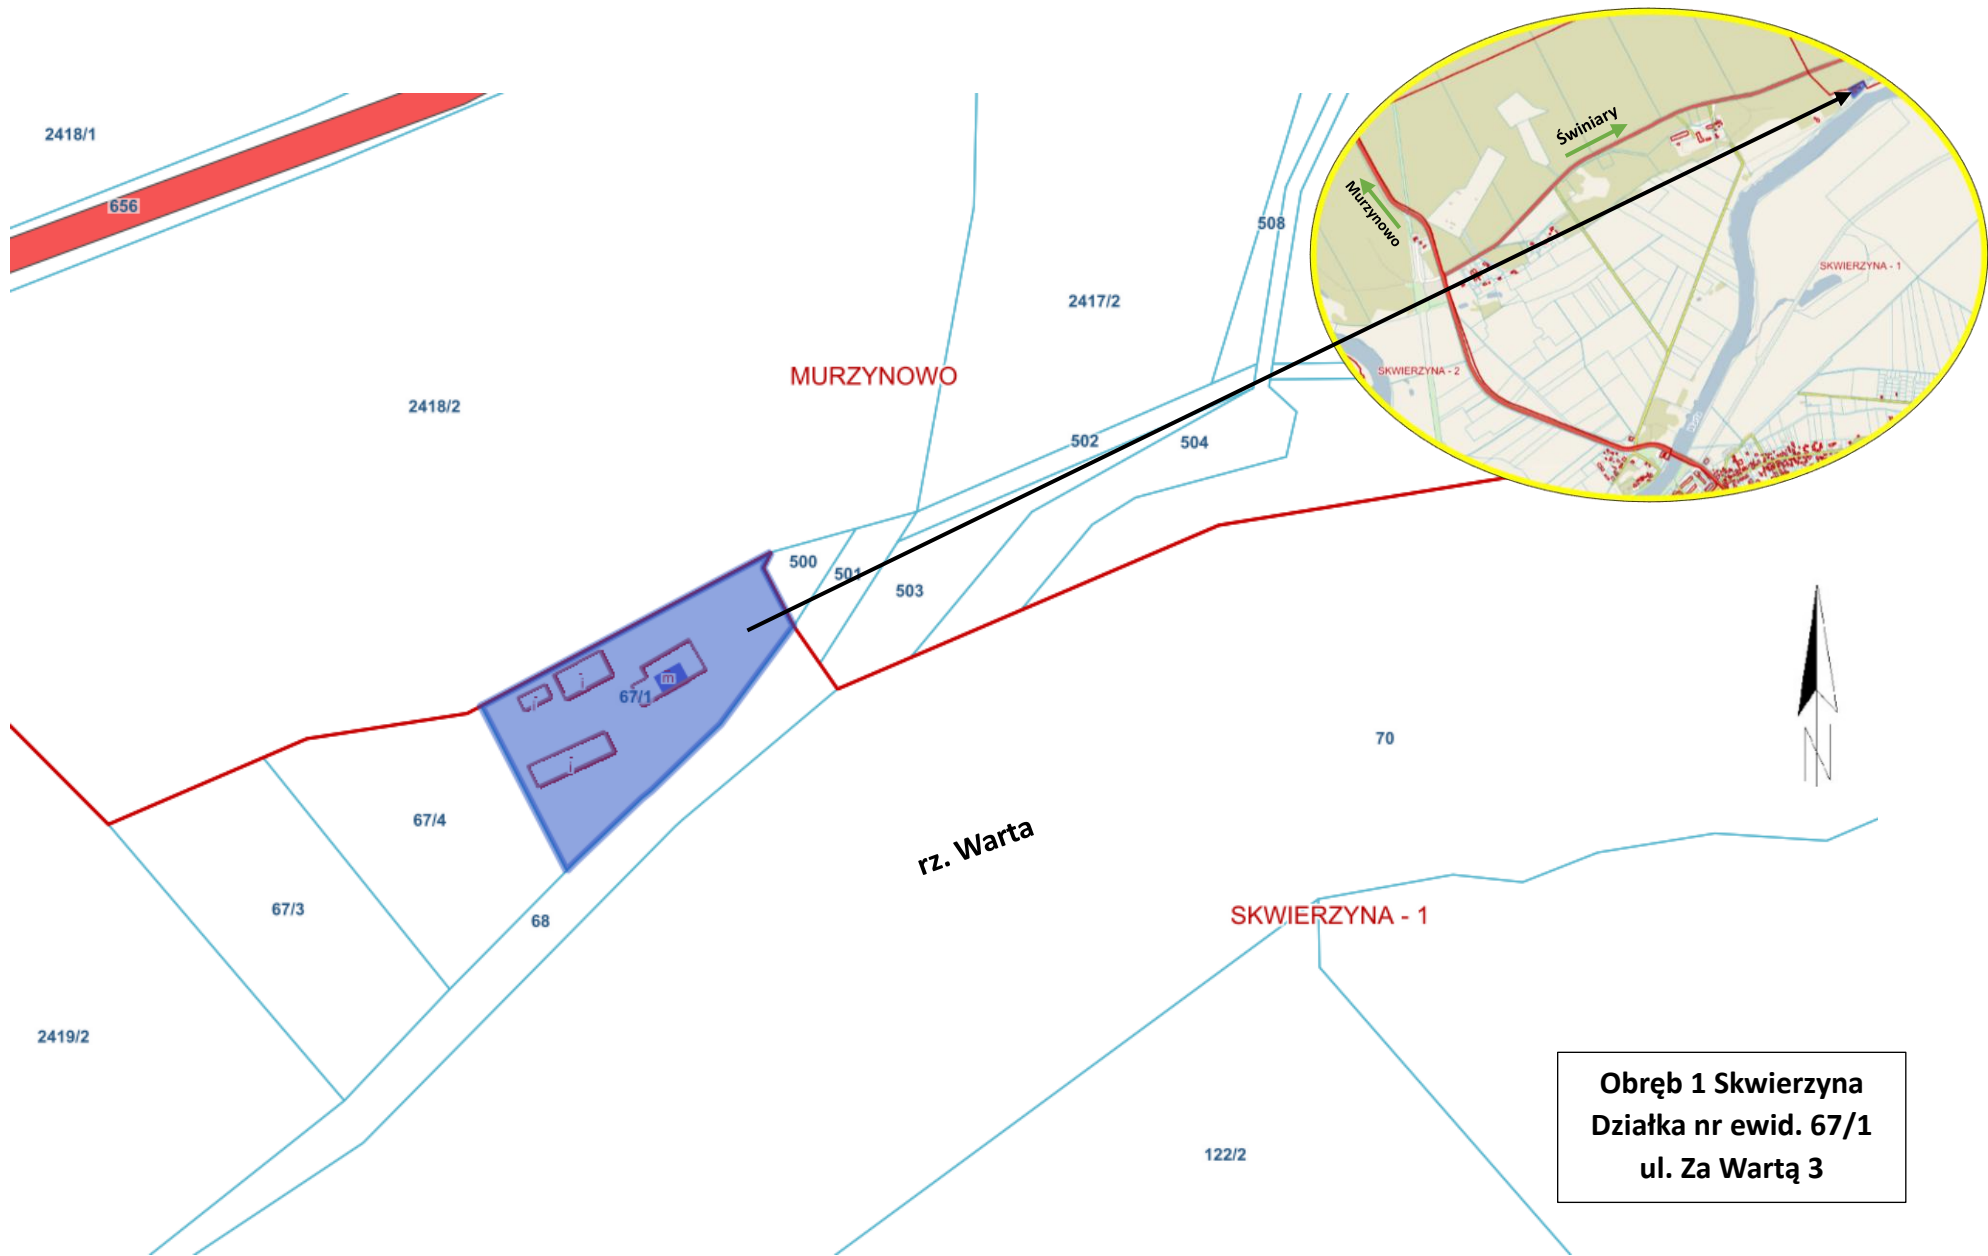 2418/1
656
Świniary
Murzynowo
508
SKWIERZYNA - 1
2417/2
MURZYNOWO
SKWIERZYNA - 2
2418/2
502
504
500
501
503
m
j
j
67/1
j
70
67/4
rz. Warta
67/3
68
SKWIERZYNA - 1
2419/2
122/2
N
Obręb 1 Skwierzyna
Działka nr ewid. 67/1
ul. Za Wartą 3